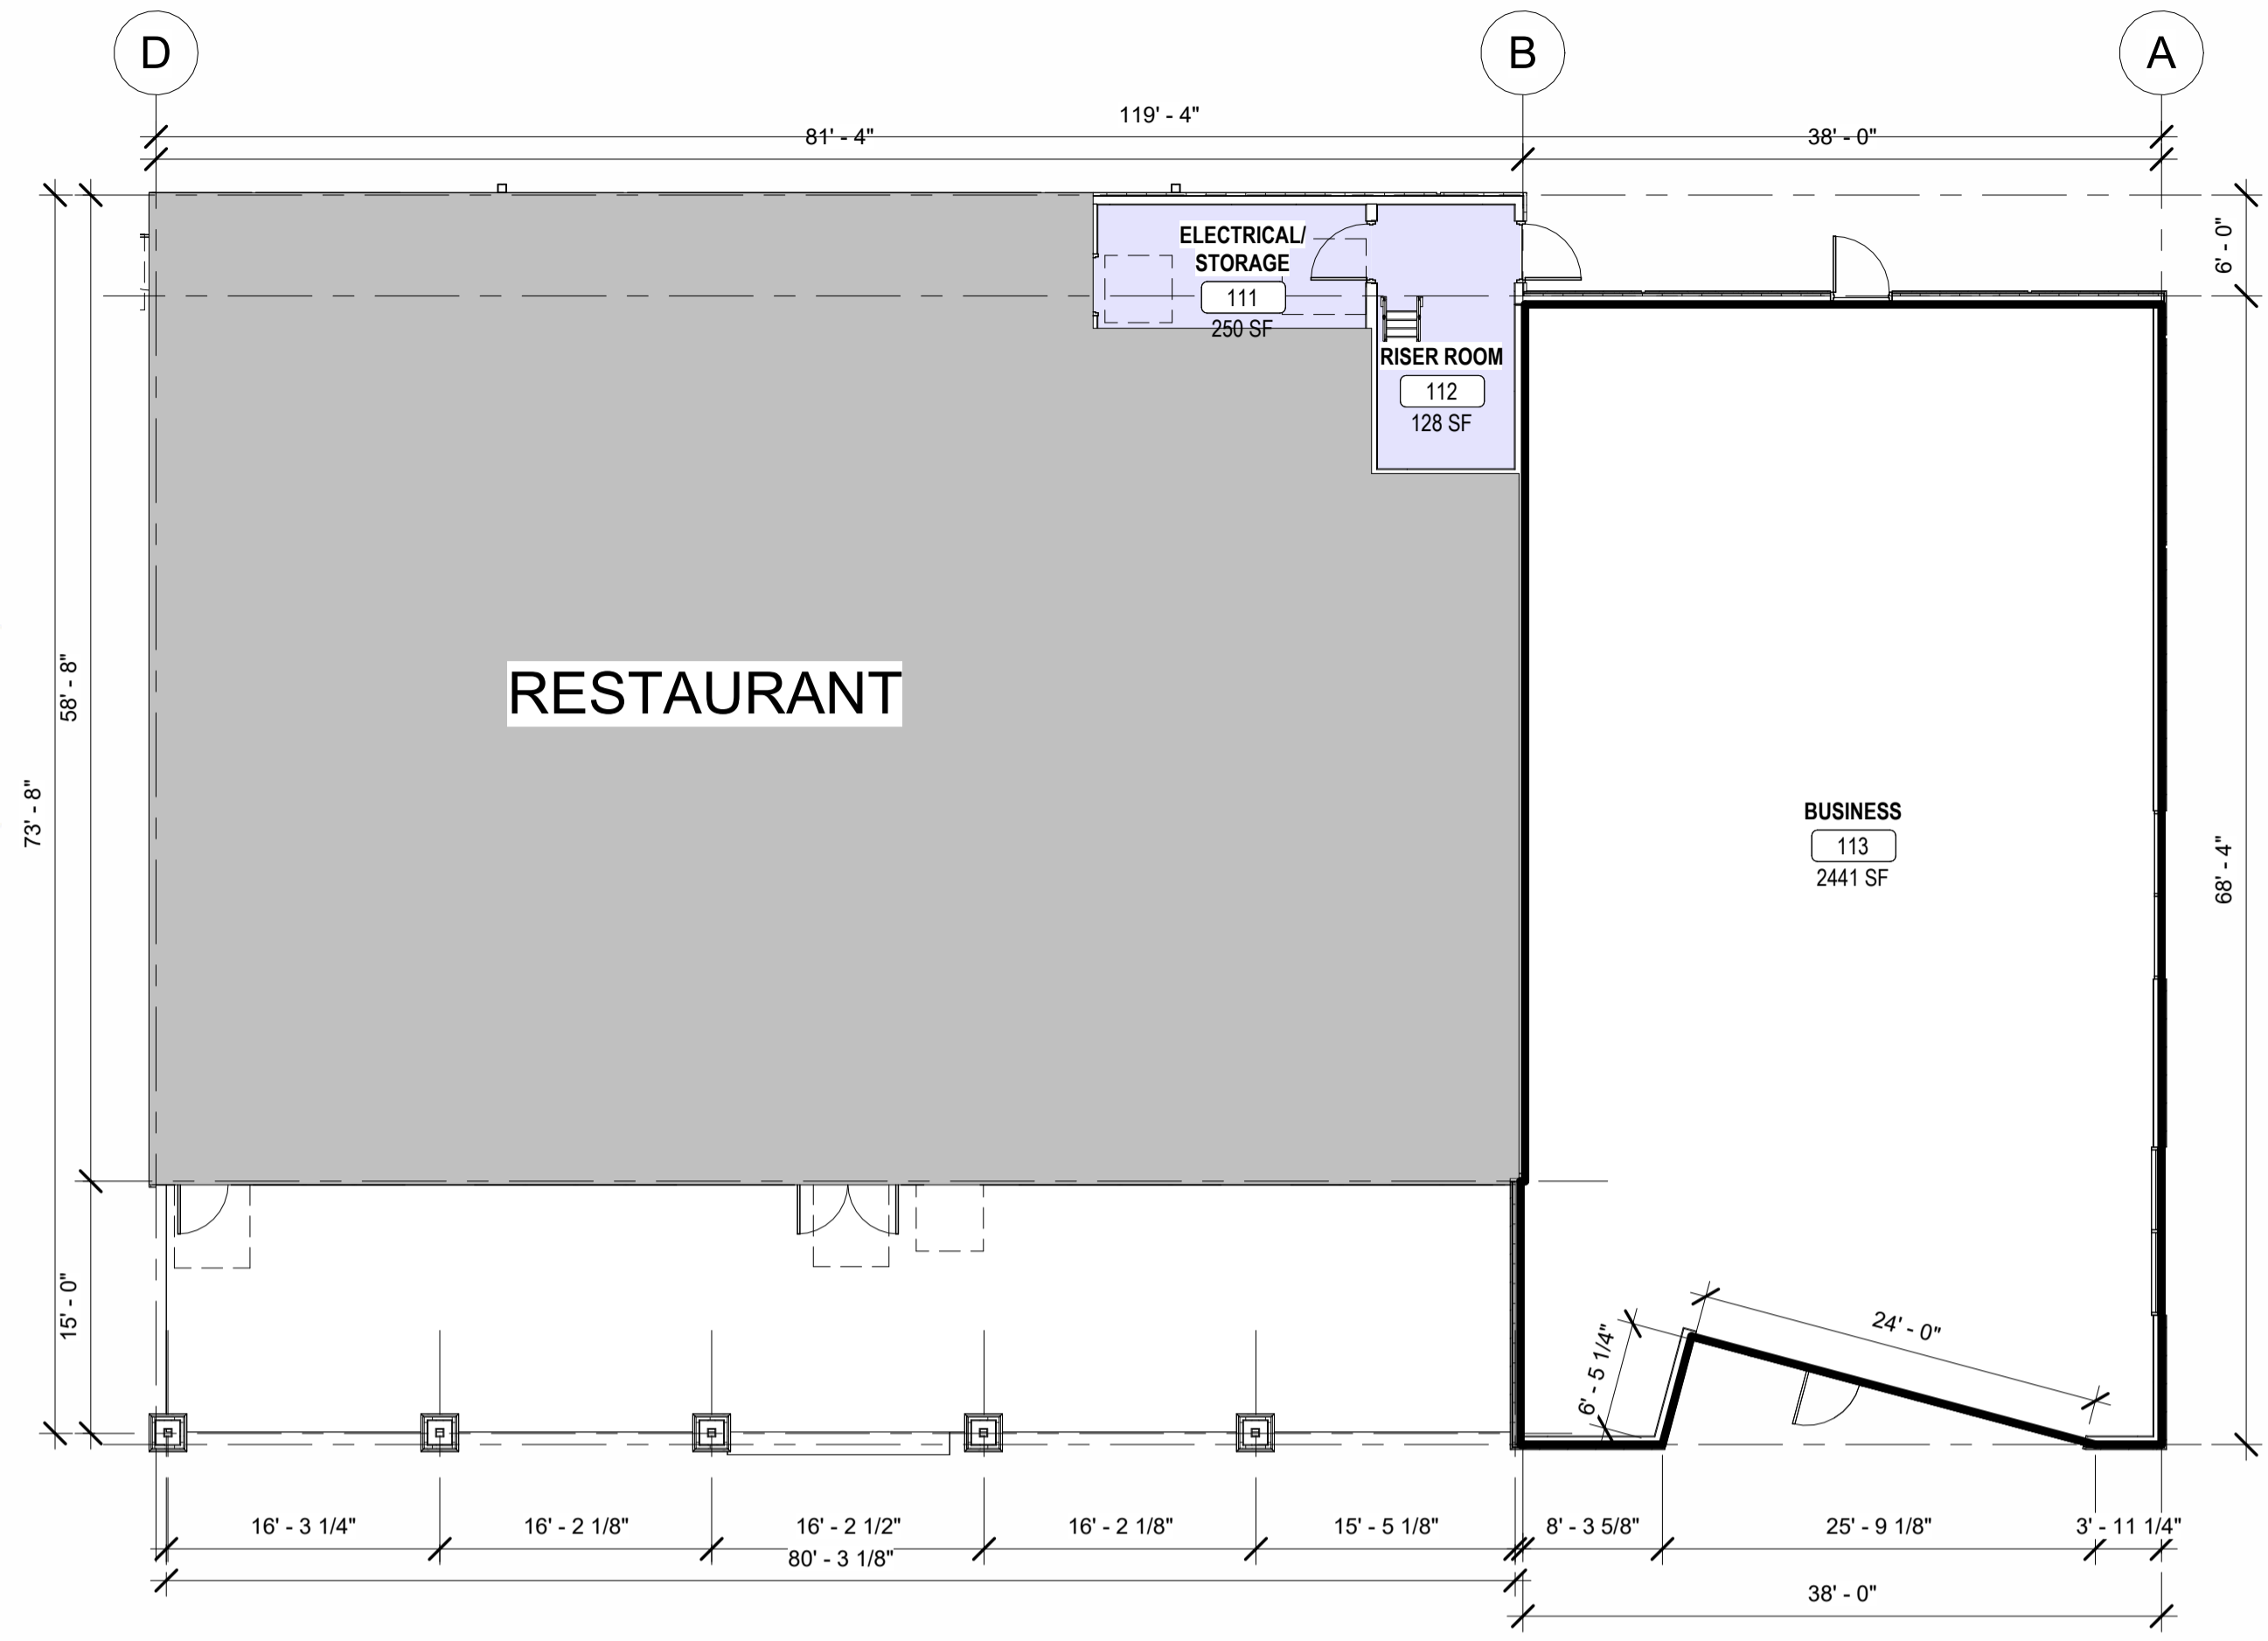 D
B
A
119' - 4"
81' - 4"
38' - 0"
6' - 0"
ELECTRICAL/
STORAGE
111
250 SF
RISER ROOM
112
128 SF
58' - 8"
73' - 8"
RESTAURANT
BUSINESS
113
2441 SF
68' - 4"
15' - 0"
6' - 5 1/4"
24' - 0"
16' - 3 1/4"
16' - 2 1/8"
16' - 2 1/2"
16' - 2 1/8"
15' - 5 1/8"
8' - 3 5/8"
25' - 9 1/8"
3' - 11 1/4"
80' - 3 1/8"
38' - 0"